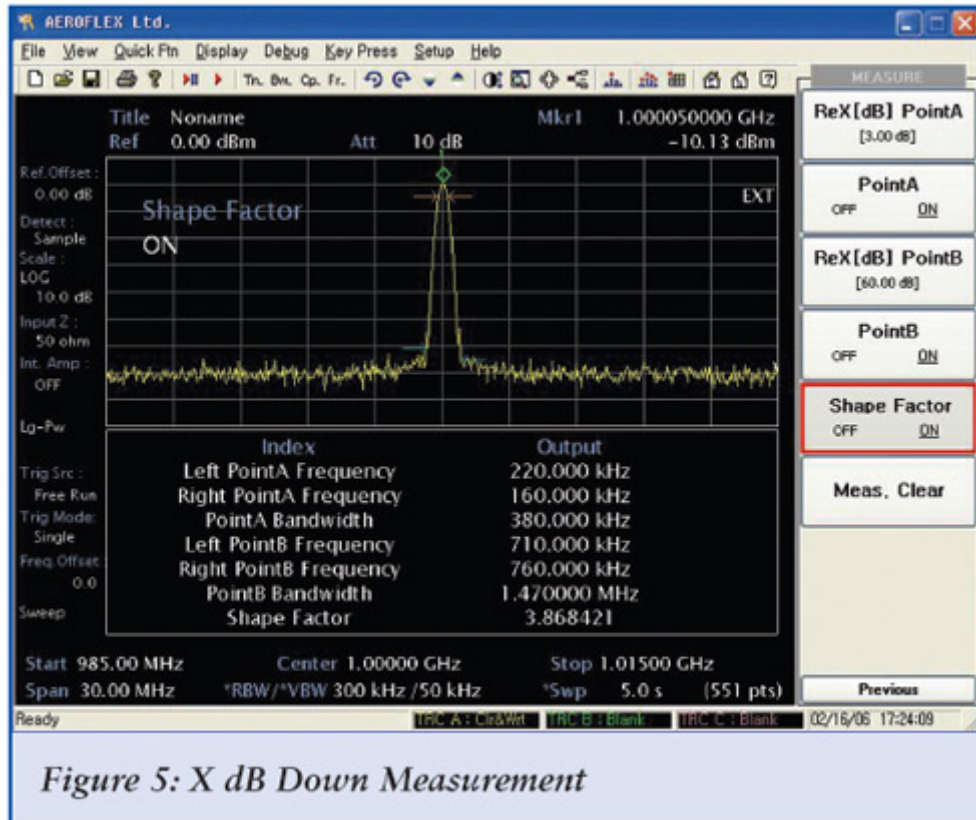 AEROFLEX Ltd.
File View Quick Ftn Display Debug Key Press Setup Help
Tn. Bw. Cp. Fr.
MEASURE
Title Noname Mkr1 1.000050000 GHz
Ref 0.00 dBm Att 10 dB -10.13 dBm
Ref.Offset :
0.00 dB
Detect :
Sample
Scale :
LOG
10.0 dB
Input Z :
50 ohm
Int. Amp :
OFF
Lg-Pw
Trig Src :
Free Run
Trig Mode:
Single
Freq.Offset:
0.0
Sweep
Shape Factor
ON
EXT
1
Index Output
Left PointA Frequency 220.000 kHz
Right PointA Frequency 160.000 kHz
PointA Bandwidth 380.000 kHz
Left PointB Frequency 710.000 kHz
Right PointB Frequency 760.000 kHz
PointB Bandwidth 1.470000 MHz
Shape Factor 3.868421
Start 985.00 MHz Center 1.00000 GHz Stop 1.01500 GHz
Span 30.00 MHz *RBW/*VBW 300 kHz /50 kHz *Swp 5.0 s (551 pts)
ReX[dB] PointA
[3.00 dB]
PointA
OFF ON
ReX[dB] PointB
[60.00 dB]
PointB
OFF ON
Shape Factor
OFF ON
Meas. Clear
Previous
Ready TRC A : Clr&Wrt TRC B : Blank TRC C : Blank 02/16/06 17:24:09
Figure 5: X dB Down Measurement